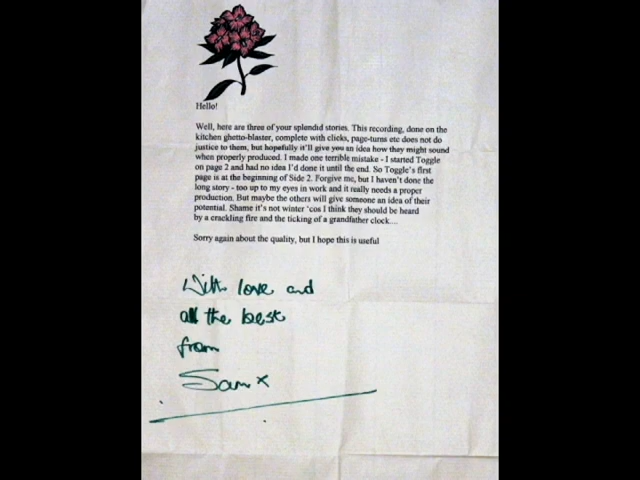 Hello!
Well, here are three of your splendid stories. This recording, done on the
kitchen ghetto-blaster, complete with clicks, page-turns etc does not do
justice to them, but hopefully it'll give you an idea how they might sound
when properly produced. I made one terrible mistake - I started Toggle
on page 2 and had no idea I'd done it until the end. So Toggle's first
page is at the beginning of Side 2. Forgive me, but I haven't done the
long story - too up to my eyes in work and it really needs a proper
production. But maybe the others will give someone an idea of their
potential. Shame it's not winter 'cos I think they should be heard
by a crackling fire and the ticking of a grandfather clock....
Sorry again about the quality, but I hope this is useful
With love and
all the best
from
Sam x